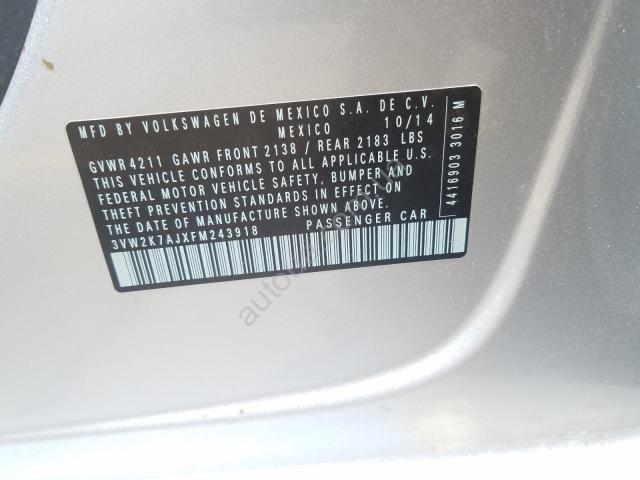 MFD BY VOLKSWAGEN DE MEXICO S.A. DE C.V.
MEXICO 10/14
GVWR 4211 GAWR FRONT 2138 / REAR 2183 LBS
THIS VEHICLE CONFORMS TO ALL APPLICABLE U.S.
FEDERAL MOTOR VEHICLE SAFETY, BUMPER AND
THEFT PREVENTION STANDARDS IN EFFECT ON
THE DATE OF MANUFACTURE SHOWN ABOVE.
3VW2K7AJXFM243918 PASSENGER CAR
4416903 3016 M